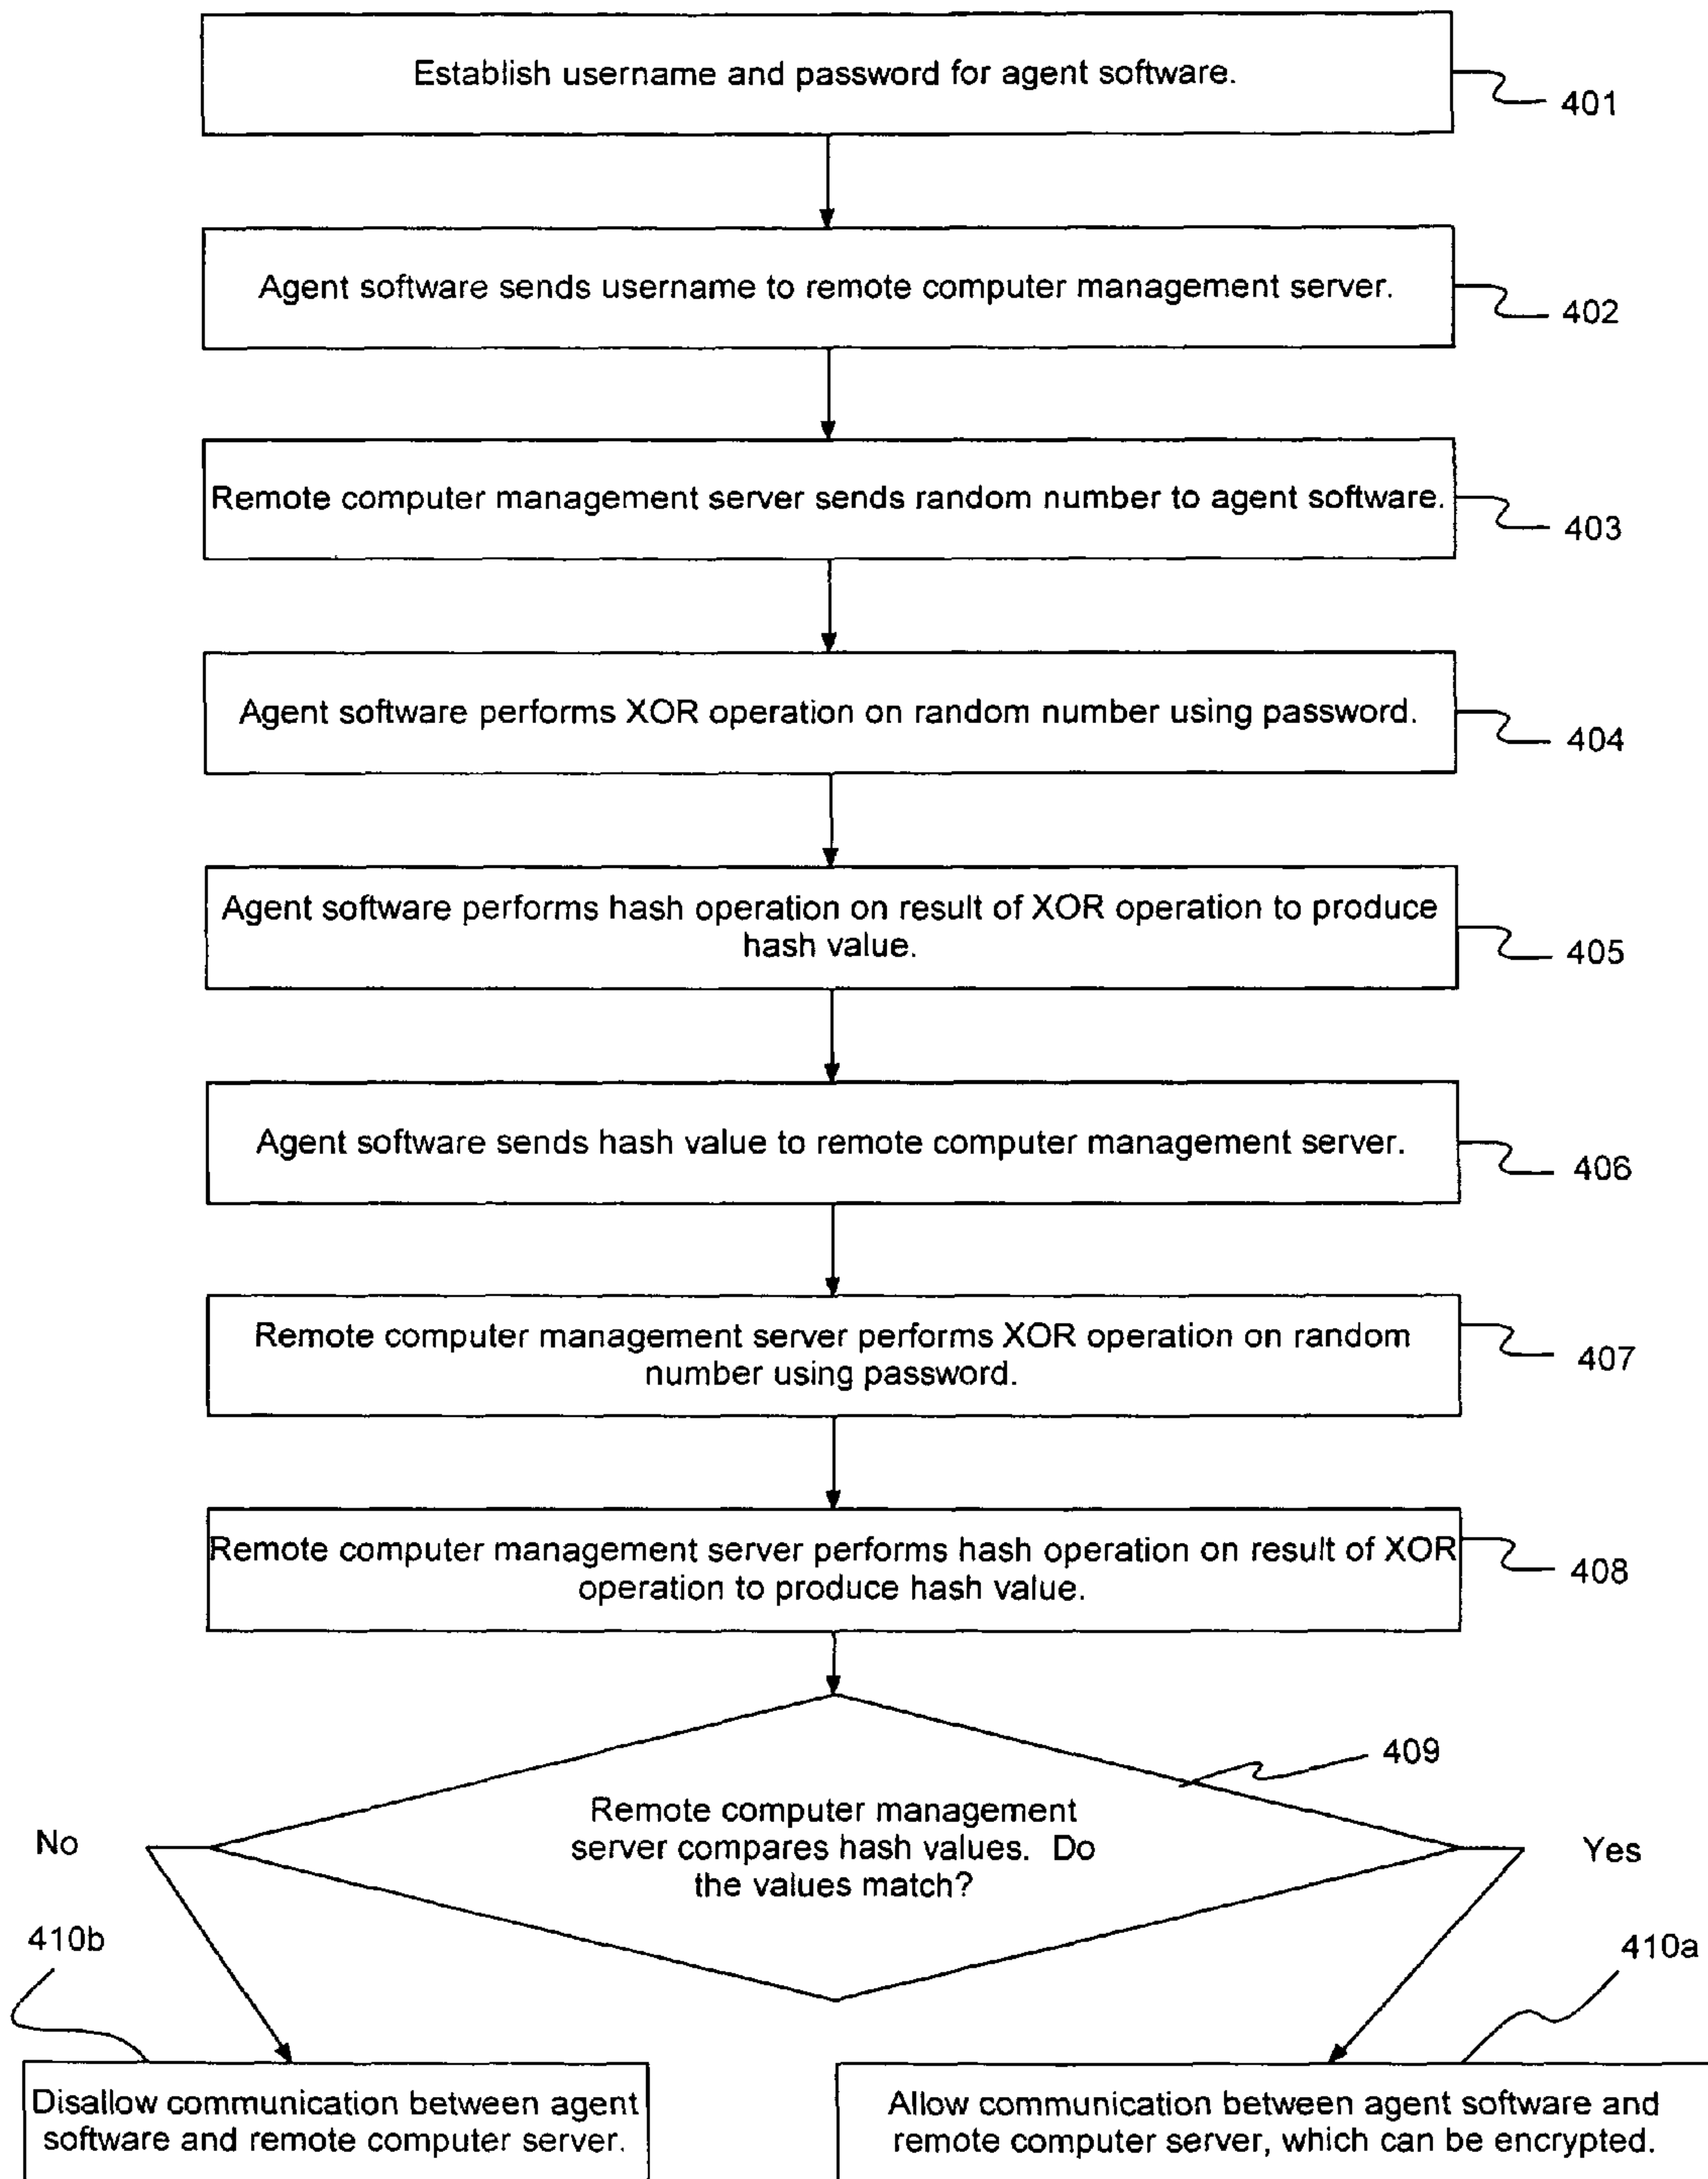 Establish username and password for agent software.
401
Agent software sends username to remote computer management server.
402
Remote computer management server sends random number to agent software.
403
Agent software performs XOR operation on random number using password.
404
Agent software performs hash operation on result of XOR operation to produce
hash value.
405
Agent software sends hash value to remote computer management server.
406
Remote computer management server performs XOR operation on random
number using password.
407
Remote computer management server performs hash operation on result of XOR
operation to produce hash value.
408
409
Remote computer management
server compares hash values. Do
the values match?
No
Yes
410b
410a
Disallow communication between agent
software and remote computer server.
Allow communication between agent software and
remote computer server, which can be encrypted.